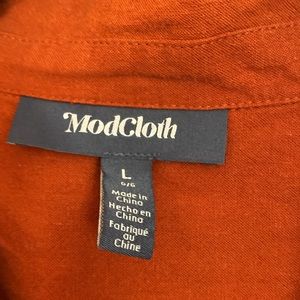 ModCloth
L
G/G
Made in
China
Hecho en
China
Fabriqué
au
Chine